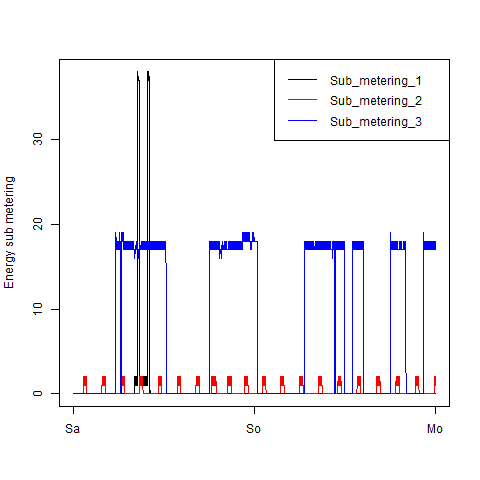 Sub_metering_1
Sub_metering_2
Sub_metering_3
Energy sub metering
30
20
10
0
Sa
So
Mo